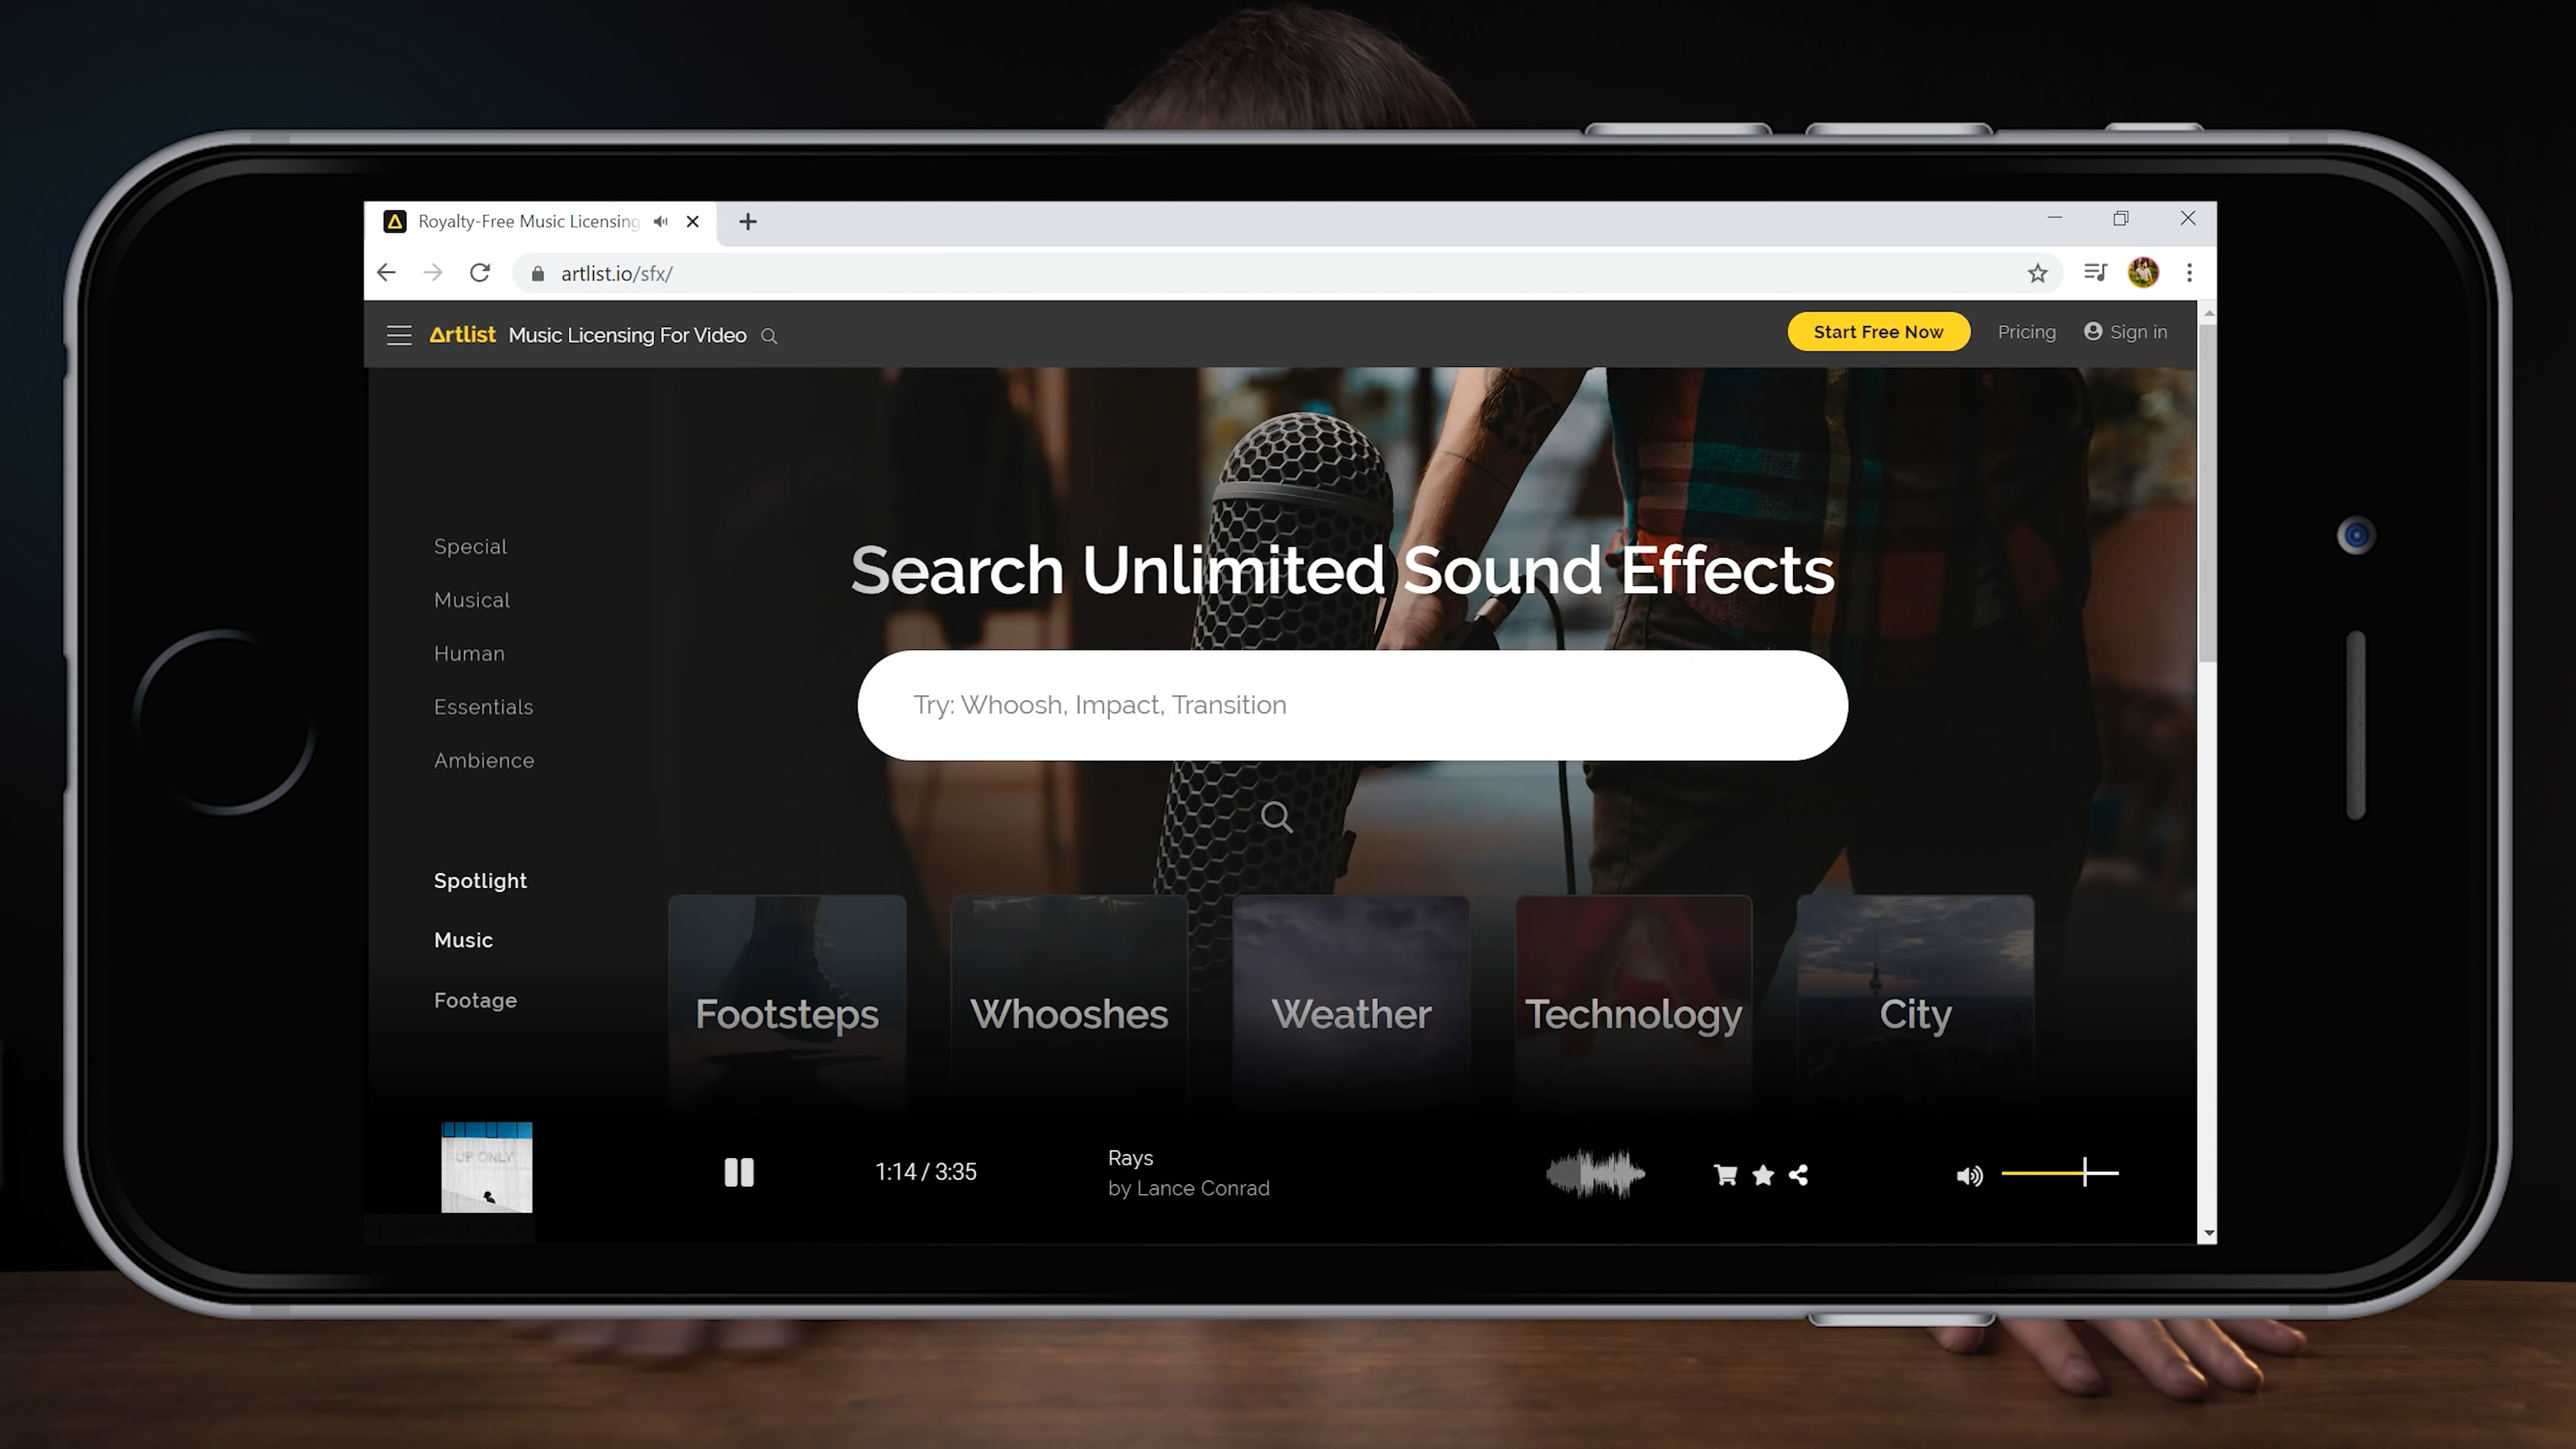 Royalty-Free Music Licensing
artlist.io/sfx/
Artlist Music Licensing For Video
Start Free Now
Pricing
Sign in
Special
Musical
Human
Essentials
Ambience
Search Unlimited Sound Effects
Try: Whoosh, Impact, Transition
Spotlight
Music
Footage
Footsteps
Whooshes
Weather
Technology
City
UP ONLY
1:14 / 3:35
Rays
by Lance Conrad